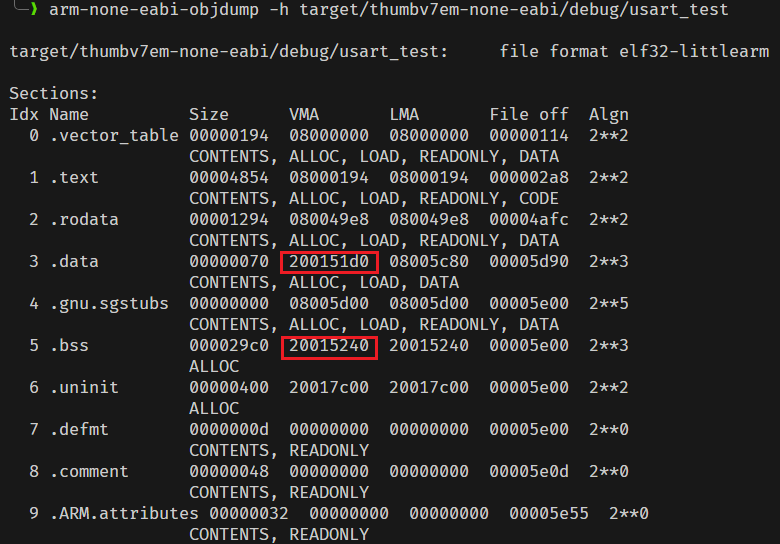 ❯ arm-none-eabi-objdump -h target/thumbv7em-none-eabi/debug/usart_test
target/thumbv7em-none-eabi/debug/usart_test:     file format elf32-littlearm
Sections:
Idx Name          Size      VMA       LMA       File off  Algn
  0 .vector_table 00000194  08000000  08000000  00000114  2**2
                  CONTENTS, ALLOC, LOAD, READONLY, DATA
  1 .text         00004854  08000194  08000194  000002a8  2**2
                  CONTENTS, ALLOC, LOAD, READONLY, CODE
  2 .rodata       00001294  080049e8  080049e8  00004afc  2**2
                  CONTENTS, ALLOC, LOAD, READONLY, DATA
  3 .data         00000070  200151d0  08005c80  00005d90  2**3
                  CONTENTS, ALLOC, LOAD, DATA
  4 .gnu.sgstubs  00000000  08005d00  08005d00  00005e00  2**5
                  CONTENTS, ALLOC, LOAD, READONLY, DATA
  5 .bss          000029c0  20015240  20015240  00005e00  2**3
                  ALLOC
  6 .uninit       00000400  20017c00  20017c00  00005e00  2**2
                  ALLOC
  7 .defmt        0000000d  00000000  00000000  00005e00  2**0
                  CONTENTS, READONLY
  8 .comment      00000048  00000000  00000000  00005e0d  2**0
                  CONTENTS, READONLY
  9 .ARM.attributes 00000032  00000000  00000000  00005e55  2**0
                  CONTENTS, READONLY